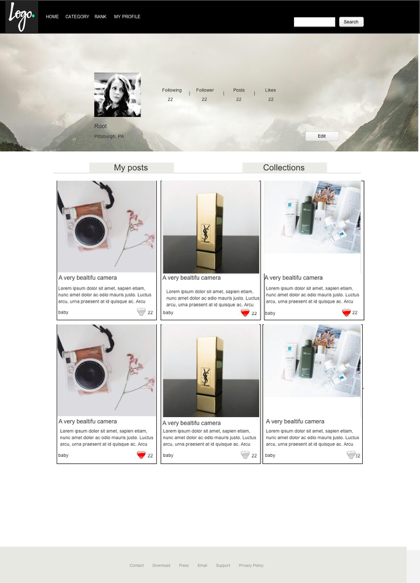 Logo.
HOME CATEGORY RANK MY PROFILE
Search
Following Follower Posts Likes
22 22 22 22
Pittsburgh, PA
Edit
My posts Collections
A very bealtifu camera
Lorem ipsum dolor sit amet, sapien etiam,
nunc amet dolor ac odio mauris justo. Luctus
arcu, urna praesent at id quisque ac. Arcu
baby 22
A very bealtifu camera
Lorem ipsum dolor sit amet, sapien etiam,
nunc amet dolor ac odio mauris justo. Luctus
arcu, urna praesent at id quisque ac. Arcu
baby 22
A very bealtifu camera
Lorem ipsum dolor sit amet, sapien etiam,
nunc amet dolor ac odio mauris justo. Luctus
arcu, urna praesent at id quisque ac. Arcu
baby 22
A very bealtifu camera
Lorem ipsum dolor sit amet, sapien etiam,
nunc amet dolor ac odio mauris justo. Luctus
arcu, urna praesent at id quisque ac. Arcu
baby 22
A very bealtifu camera
Lorem ipsum dolor sit amet, sapien etiam,
nunc amet dolor ac odio mauris justo. Luctus
arcu, urna praesent at id quisque ac. Arcu
baby 22
A very bealtifu camera
Lorem ipsum dolor sit amet, sapien etiam,
nunc amet dolor ac odio mauris justo. Luctus
arcu, urna praesent at id quisque ac. Arcu
baby 12
Contact Download Press Email Support Privacy Policy